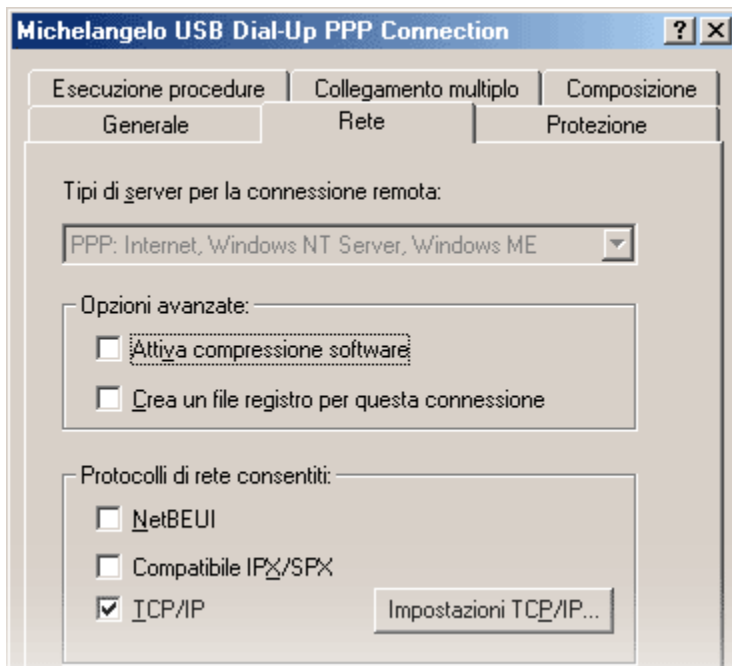 Michelangelo USB Dial-Up PPP Connection
Esecuzione procedure Collegamento multiplo Composizione
Generale Rete Protezione
Tipi di server per la connessione remota:
PPP: Internet, Windows NT Server, Windows ME
Opzioni avanzate:
Attiva compressione software
Crea un file registro per questa connessione
Protocolli di rete consentiti:
NetBEUI
Compatibile IPX/SPX
TCP/IP Impostazioni TCP/IP...